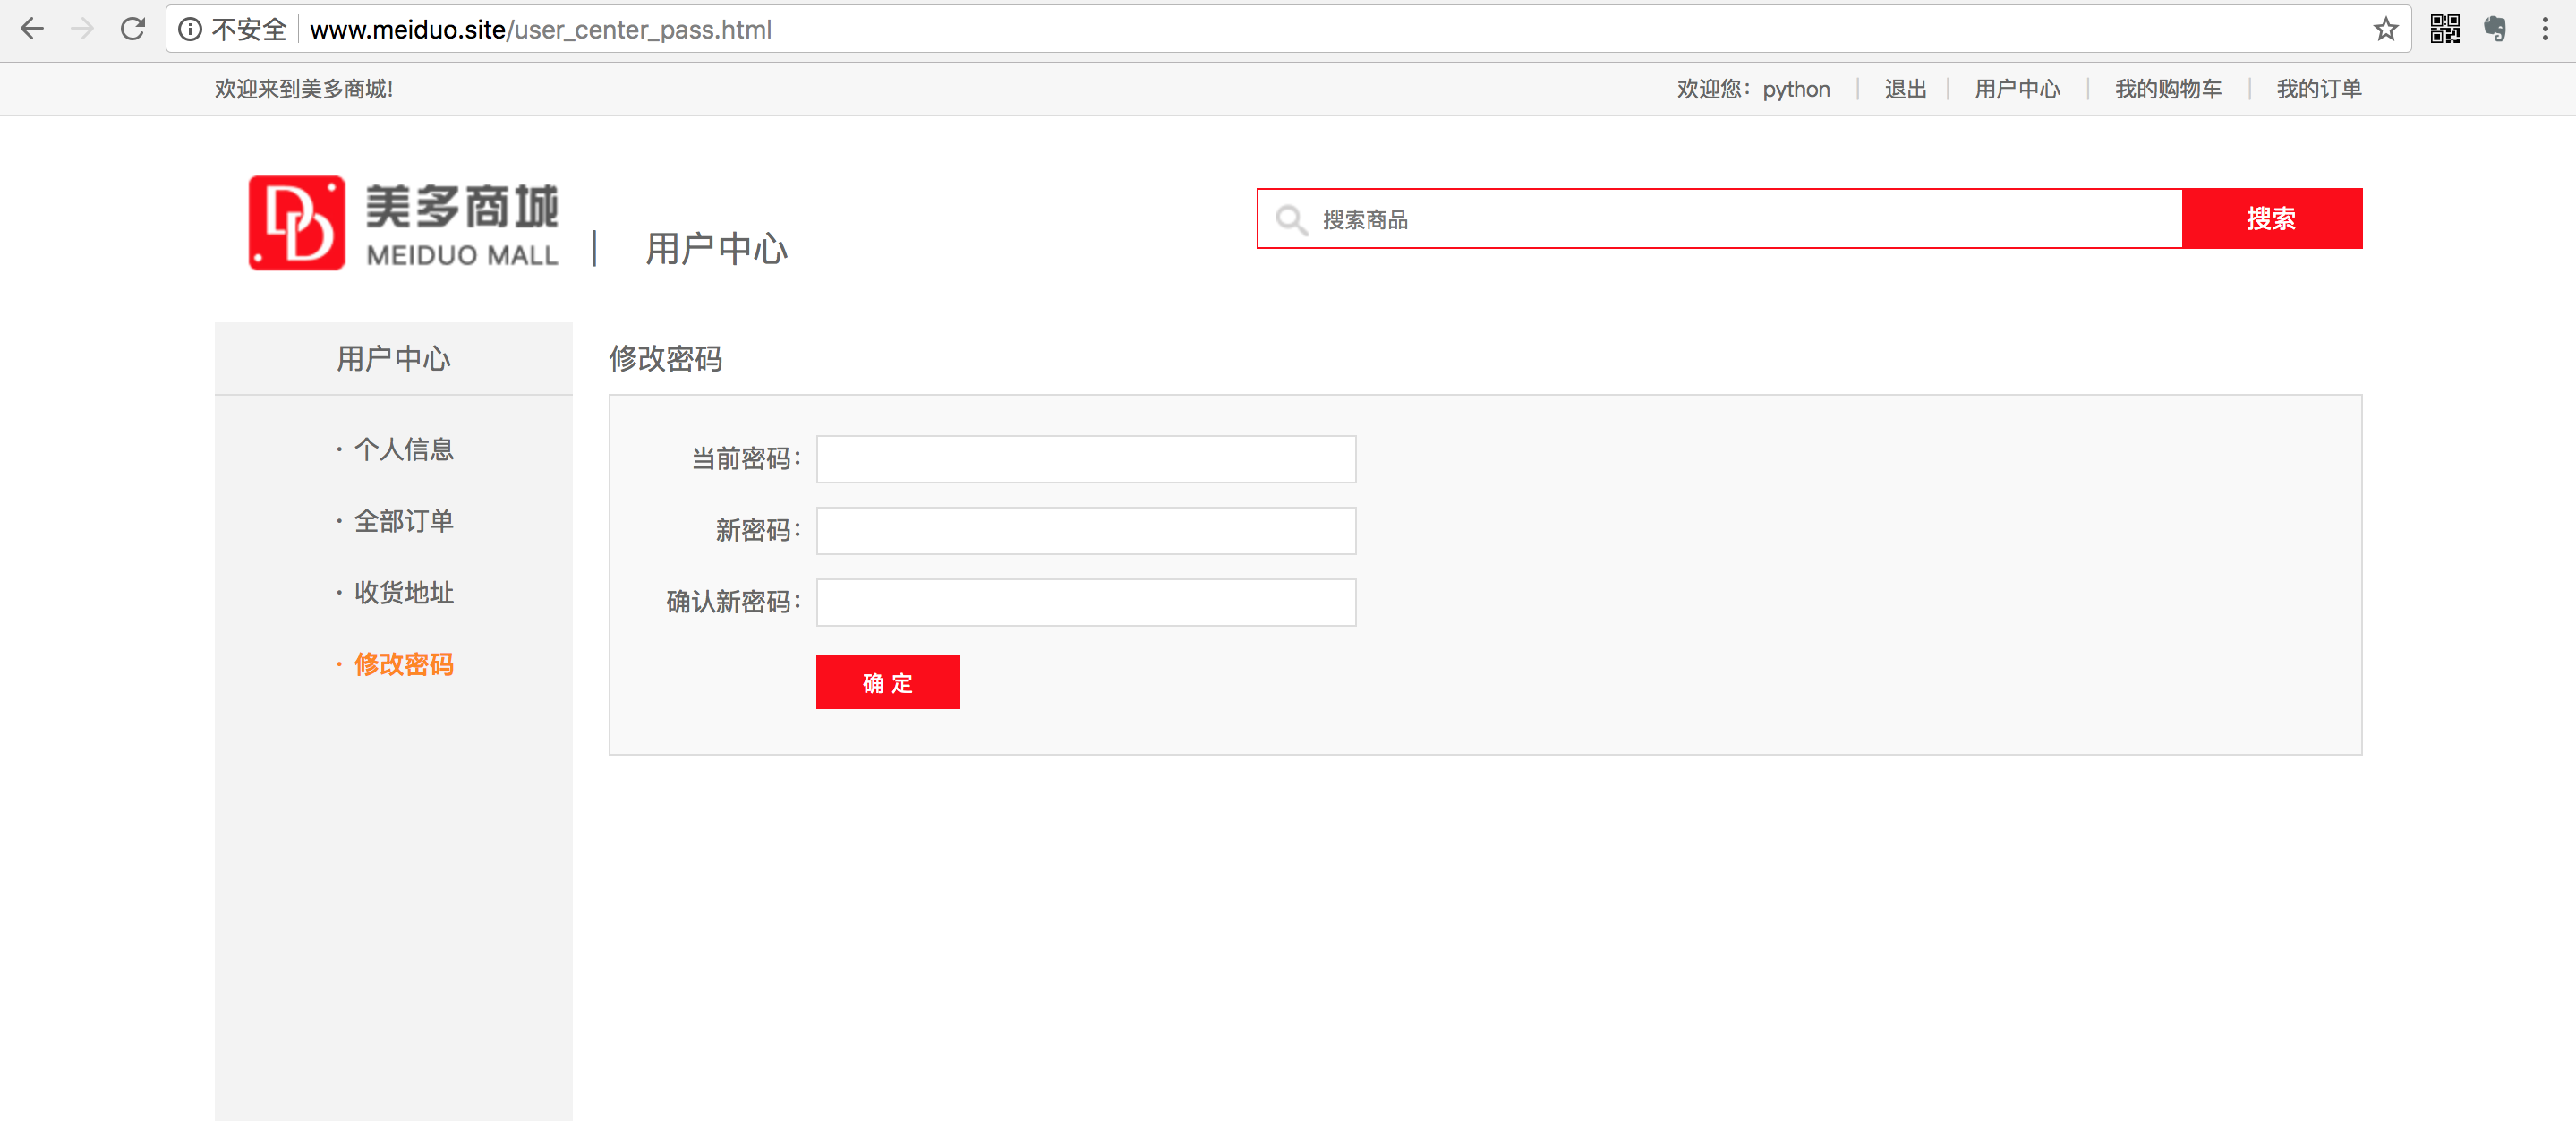 不安全 www.meiduo.site/user_center_pass.html
欢迎来到美多商城! 欢迎您：python | 退出 | 用户中心 | 我的购物车 | 我的订单
美多商城
MEIDUO MALL | 用户中心 搜索商品 搜索
用户中心
· 个人信息
· 全部订单
· 收货地址
· 修改密码
修改密码
当前密码：
新密码：
确认新密码：
确 定